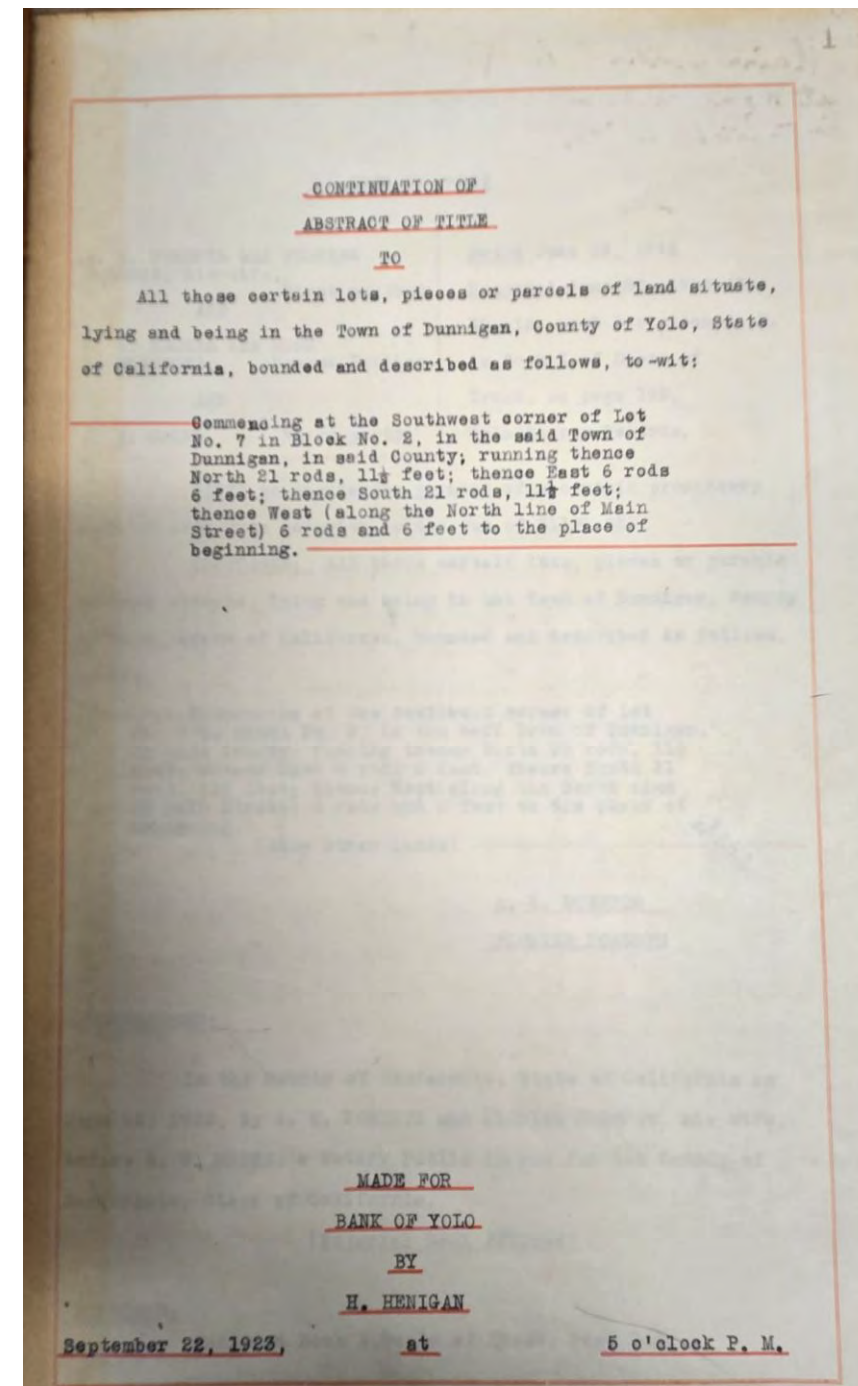 1
CONTINUATION OF
ABSTRACT OF TITLE
TO
All those certain lots, pieces or parcels of land situate,
lying and being in the Town of Dunnigan, County of Yolo, State
of California, bounded and described as follows, to-wit:
Commencing at the Southwest corner of Lot
No. 7 in Block No. 2, in the said Town of
Dunnigan, in said County; running thence
North 21 rods, 11½ feet; thence East 6 rods
6 feet; thence South 21 rods, 11½ feet;
thence West (along the North line of Main
Street) 6 rods and 6 feet to the place of
beginning.
MADE FOR
BANK OF YOLO
BY
H. HENIGAN
September 22, 1923, at 5 o'clock P. M.